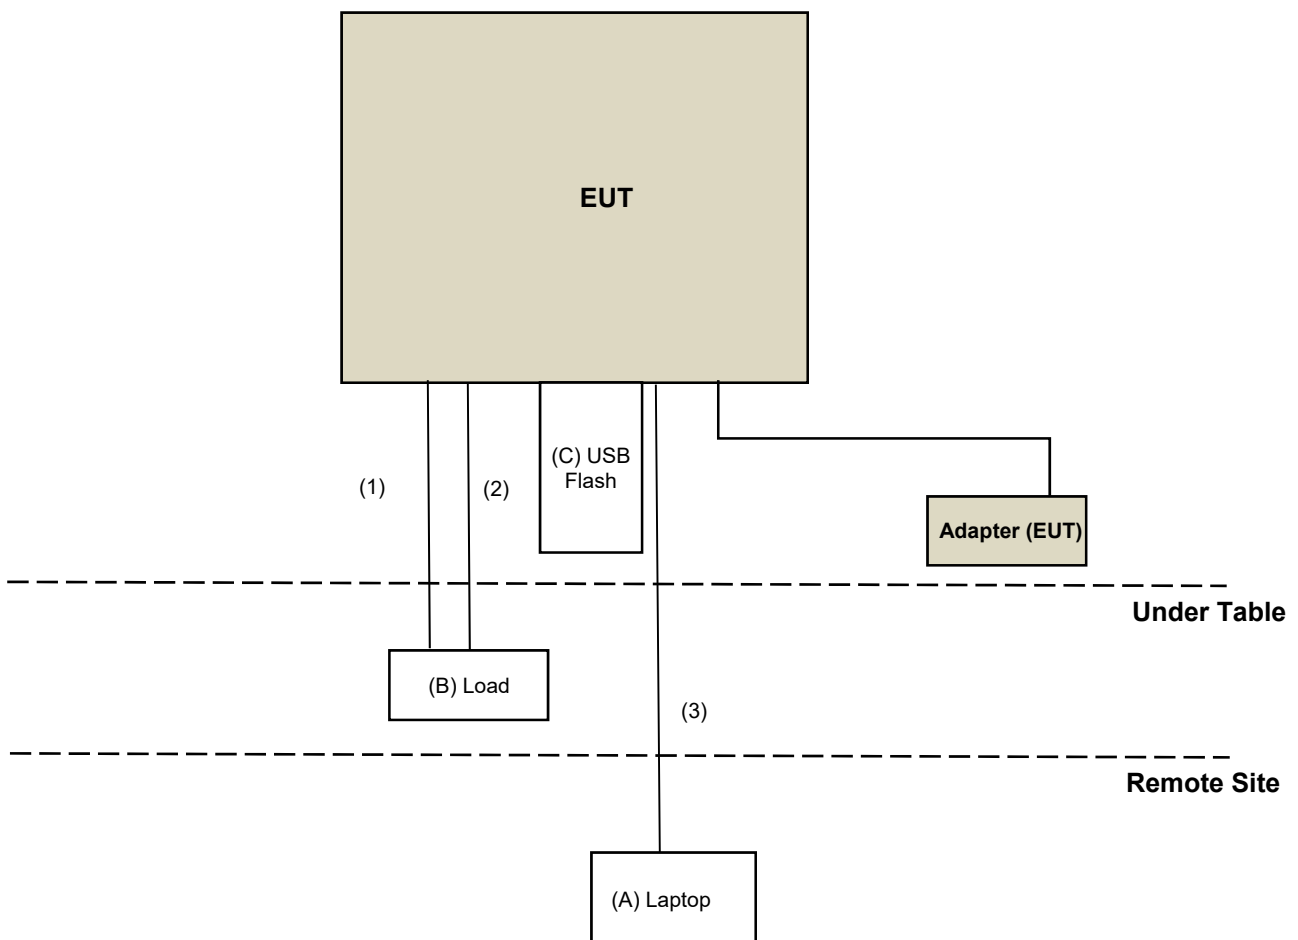 EUT
(C) USB
Flash
(1)
(2)
Adapter (EUT)
Under Table
(B) Load
(3)
Remote Site
(A) Laptop